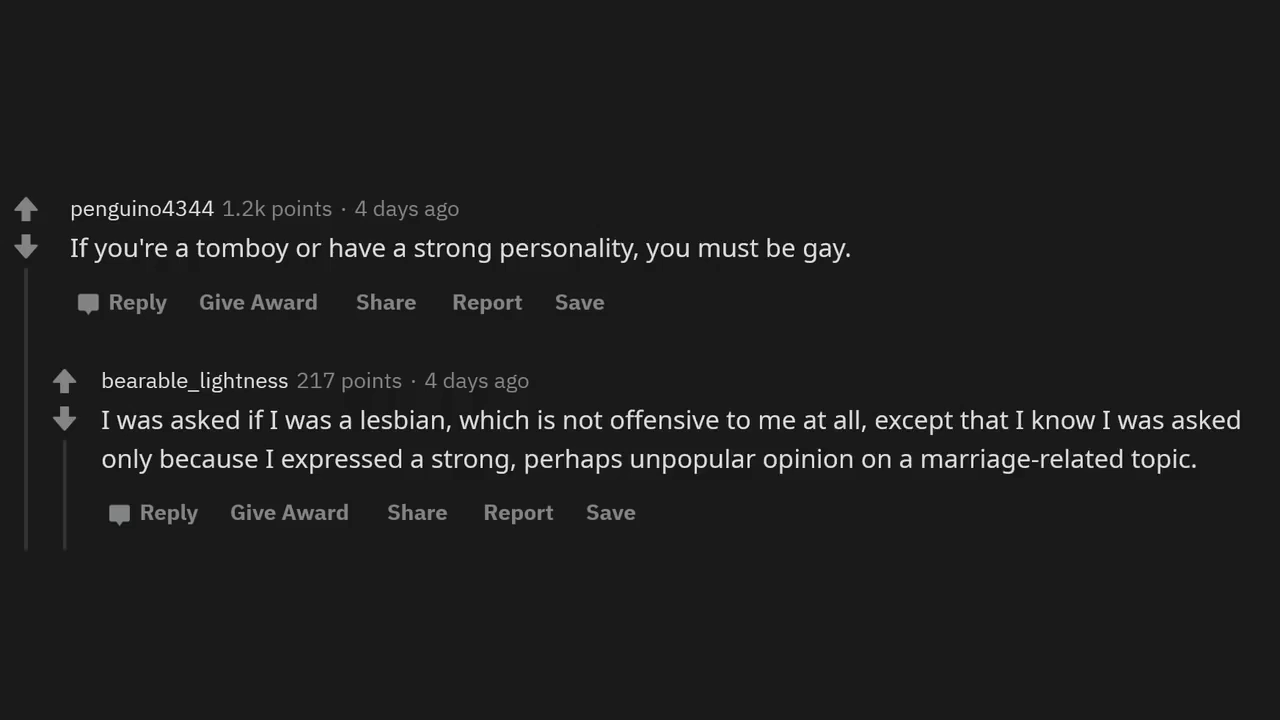 penguino4344 1.2k points · 4 days ago
If you're a tomboy or have a strong personality, you must be gay.
Reply Give Award Share Report Save
bearable_lightness 217 points · 4 days ago
I was asked if I was a lesbian, which is not offensive to me at all, except that I know I was asked
only because I expressed a strong, perhaps unpopular opinion on a marriage-related topic.
Reply Give Award Share Report Save